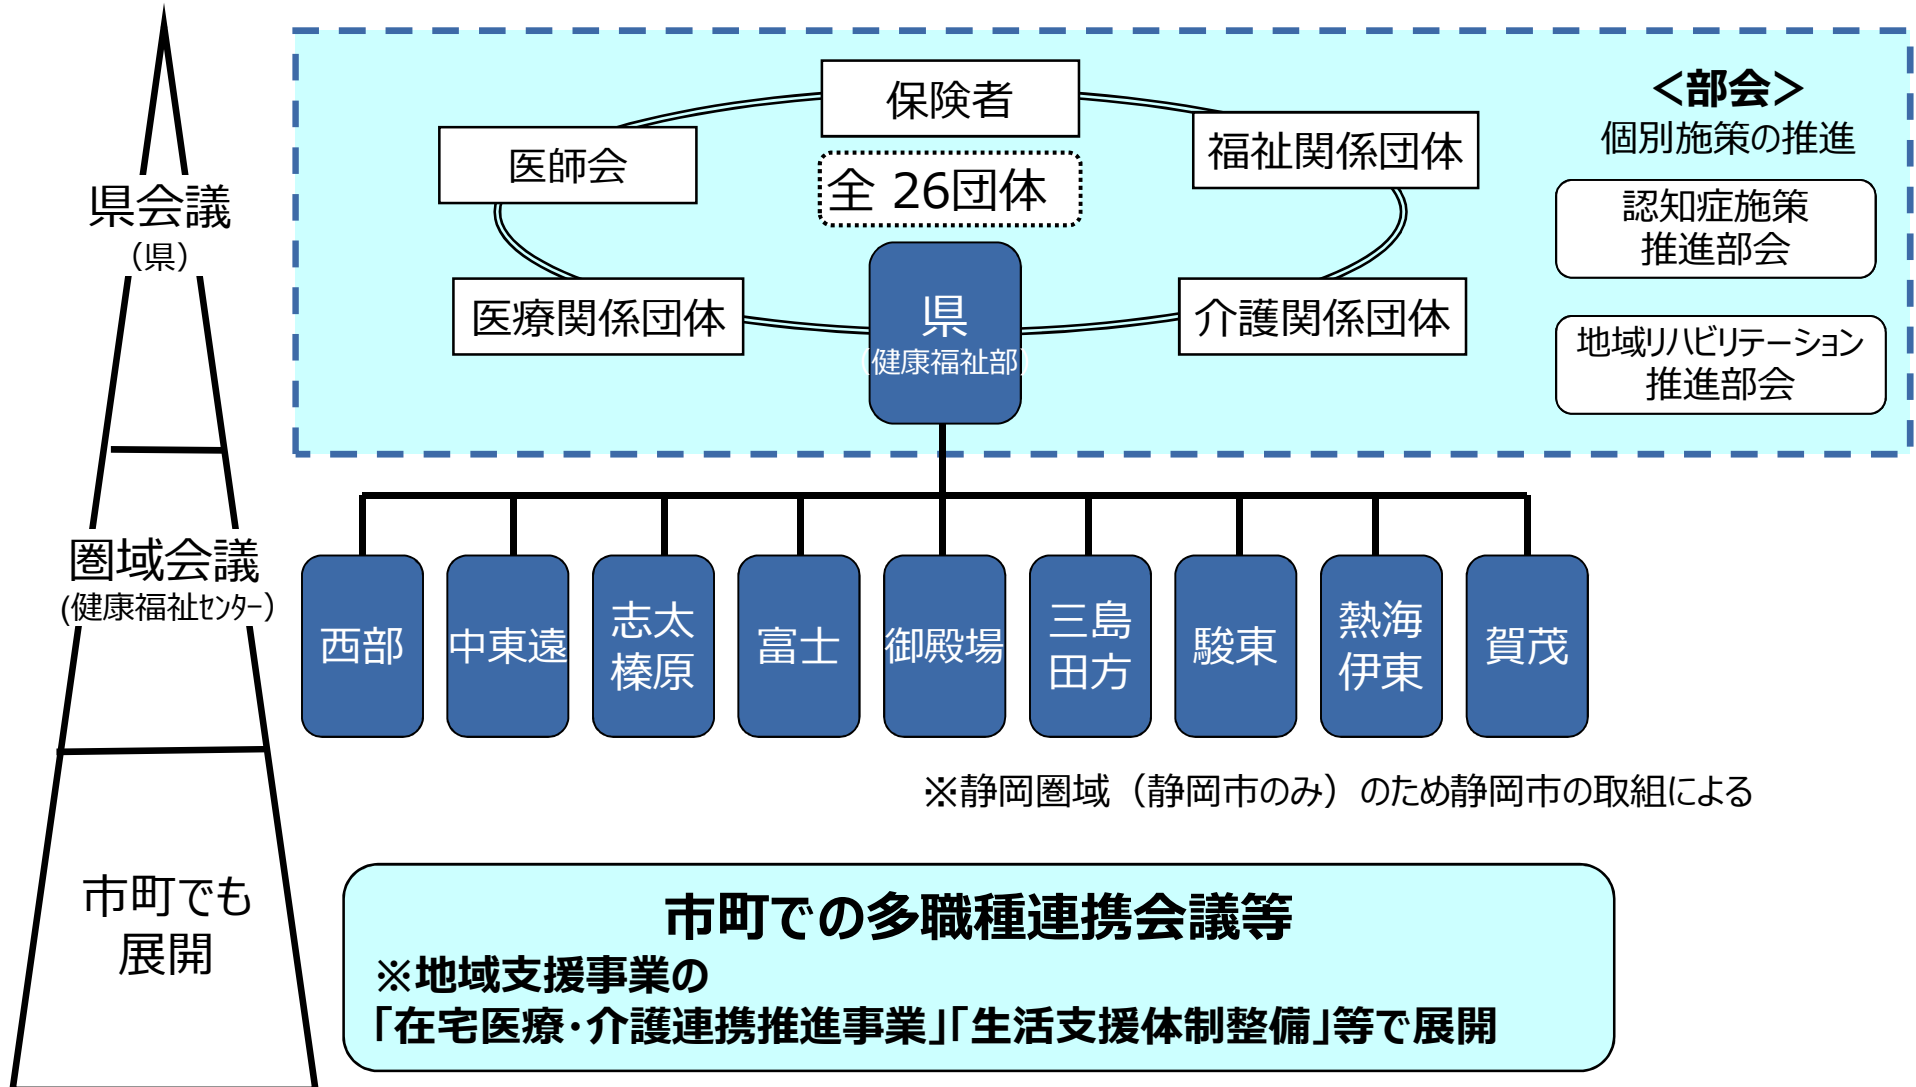 県会議
（県）
保険者
医師会
福祉関係団体
全 26団体
医療関係団体
県
（健康福祉部）
介護関係団体
＜部会＞
個別施策の推進
認知症施策
推進部会
地域リハビリテーション
推進部会
圏域会議
(健康福祉ｾﾝﾀｰ）
西部
中東遠
志太
榛原
富士
御殿場
三島
田方
駿東
熱海
伊東
賀茂
※静岡圏域（静岡市のみ）のため静岡市の取組による
市町でも
展開
市町での多職種連携会議等
※地域支援事業の
「在宅医療・介護連携推進事業」「生活支援体制整備」等で展開